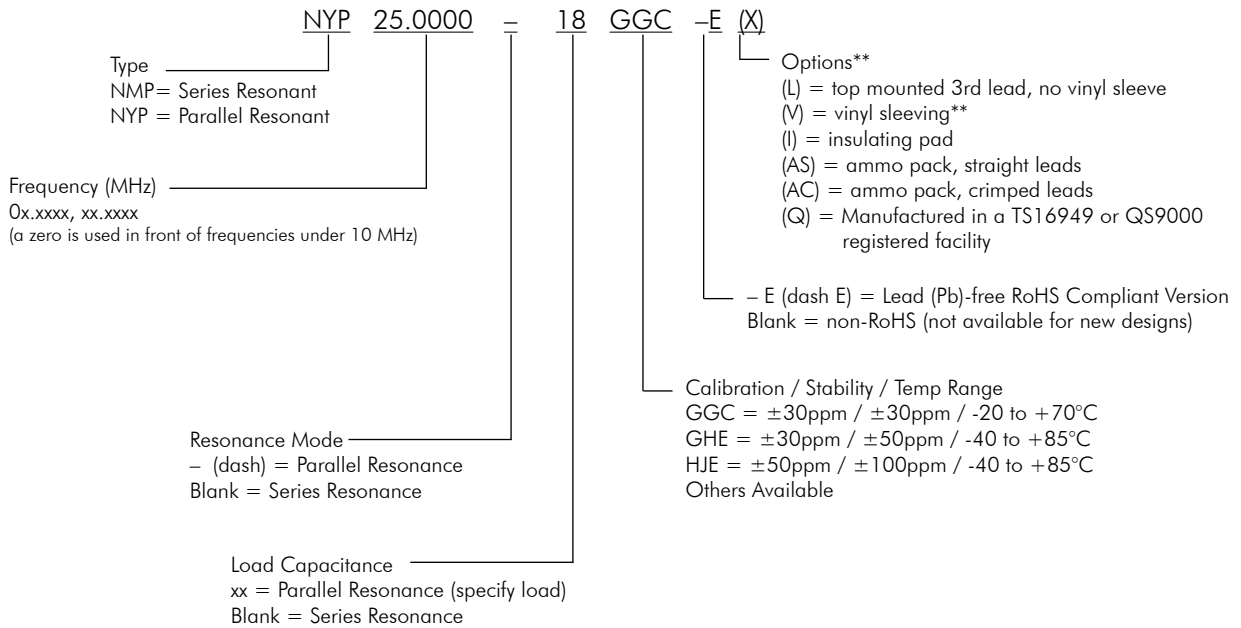 NYP 25.0000 – 18 GGC –E (X)
Type
NMP= Series Resonant
NYP = Parallel Resonant
Options**
(L) = top mounted 3rd lead, no vinyl sleeve
(V) = vinyl sleeving**
(I) = insulating pad
(AS) = ammo pack, straight leads
(AC) = ammo pack, crimped leads
(Q) = Manufactured in a TS16949 or QS9000
registered facility
Frequency (MHz)
0x.xxxx, xx.xxxx
(a zero is used in front of frequencies under 10 MHz)
– E (dash E) = Lead (Pb)-free RoHS Compliant Version
Blank = non-RoHS (not available for new designs)
Calibration / Stability / Temp Range
GGC = ±30ppm / ±30ppm / -20 to +70°C
GHE = ±30ppm / ±50ppm / -40 to +85°C
HJE = ±50ppm / ±100ppm / -40 to +85°C
Others Available
Resonance Mode
– (dash) = Parallel Resonance
Blank = Series Resonance
Load Capacitance
xx = Parallel Resonance (specify load)
Blank = Series Resonance